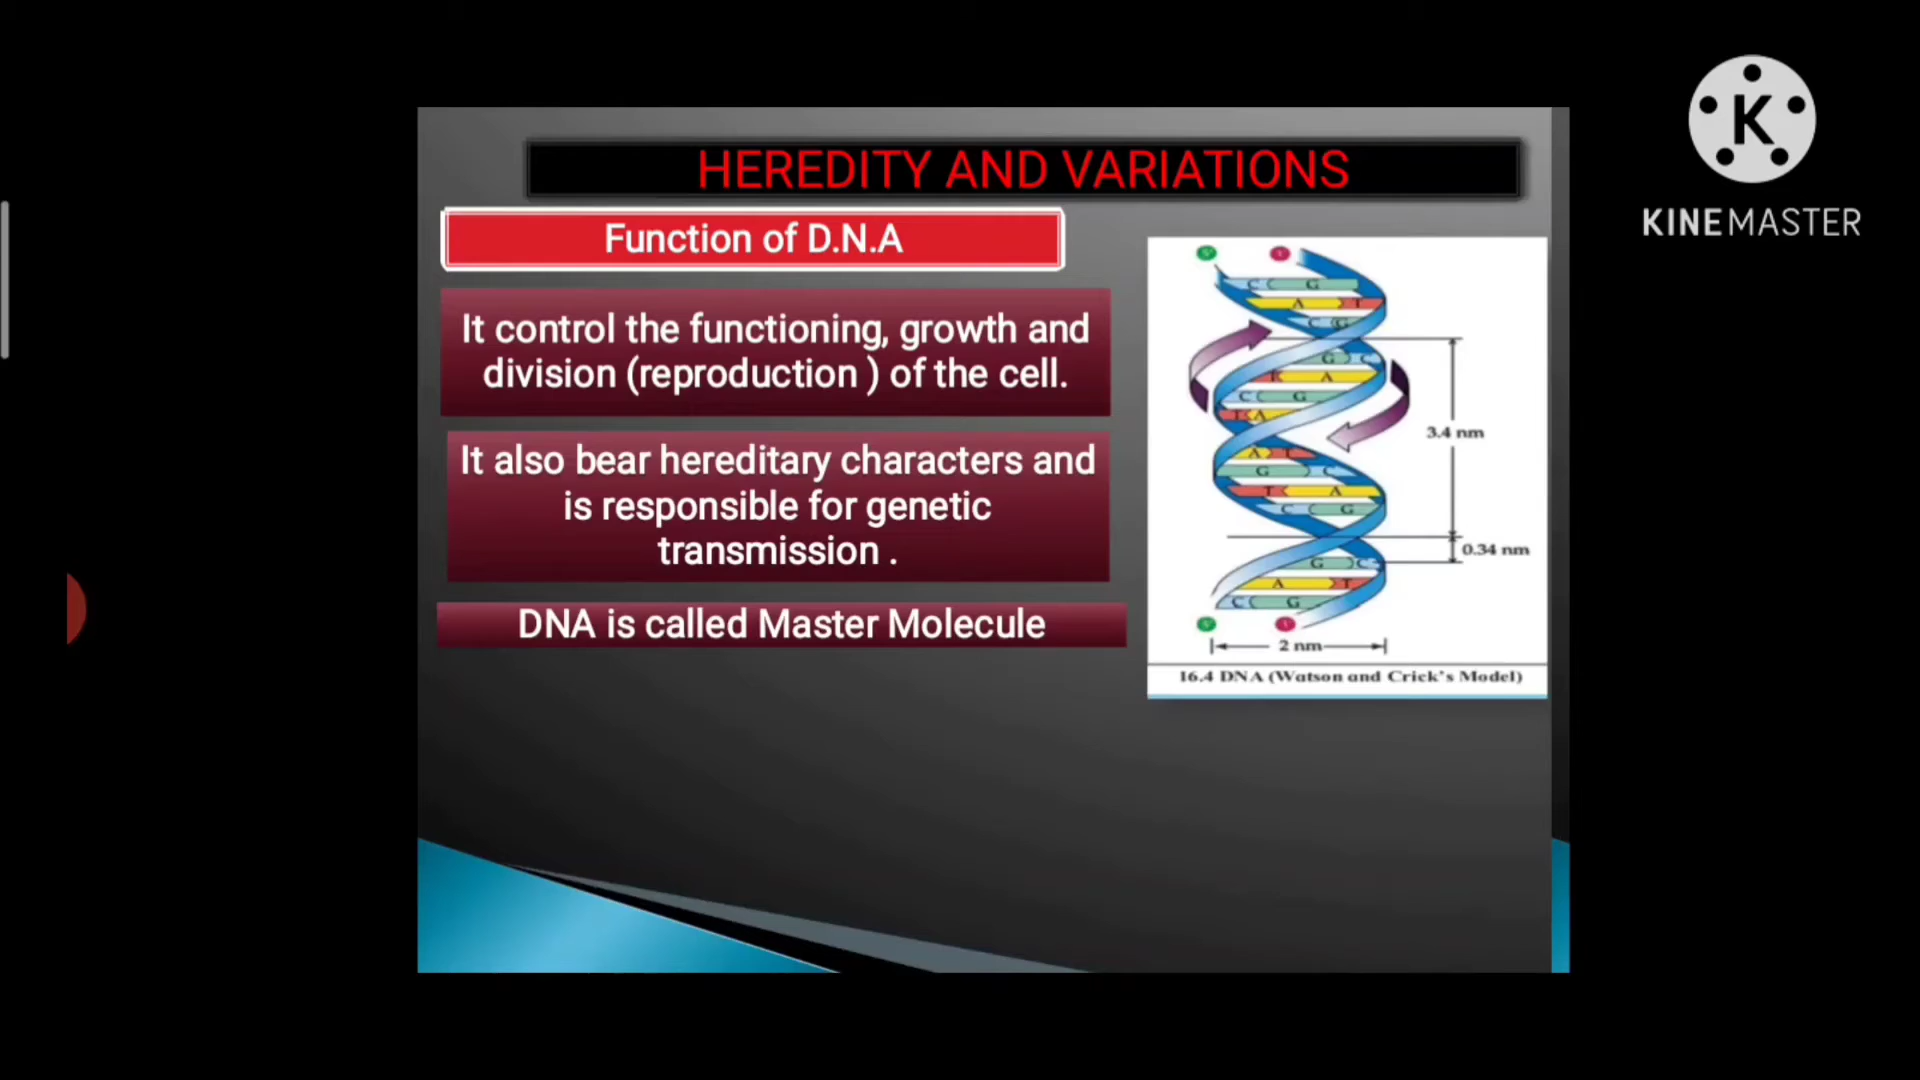 KINEMASTER
HEREDITY AND VARIATIONS
Function of D.N.A
It control the functioning, growth and
division (reproduction ) of the cell.
It also bear hereditary characters and
is responsible for genetic
transmission .
DNA is called Master Molecule
C G
A T
C G
G C
A
C G
T A
A T
G C
T A
C G
G C
A T
C G
3.4 nm
0.34 nm
2 nm
16.4 DNA (Watson and Crick's Model)